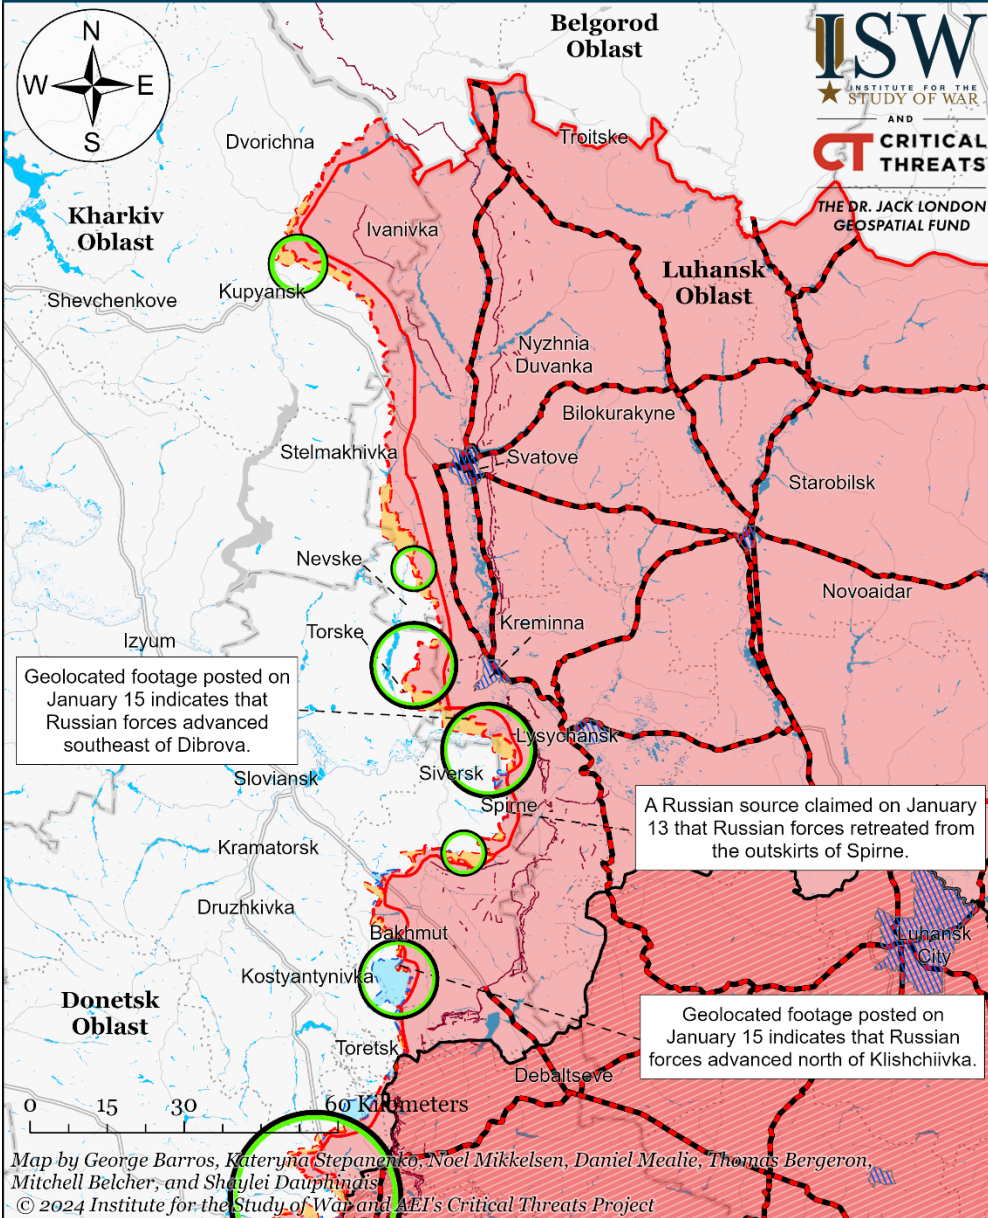 N
W
E
S
Belgorod
Oblast
ISW
INSTITUTE FOR THE
STUDY OF WAR
AND
CT CRITICAL
THREATS
THE DR. JACK LONDON
GEOSPATIAL FUND
Dvorichna
Troitske
Kharkiv
Oblast
Ivanivka
Luhansk
Oblast
Shevchenkove
Kupyansk
Nyzhnia
Duvanka
Bilokurakyne
Stelmakhivka
Svatove
Starobilsk
Nevske
Novoaidar
Torske
Kreminna
Izyum
Geolocated footage posted on
January 15 indicates that
Russian forces advanced
southeast of Dibrova.
Lysychansk
Sloviansk
Siversk
Spirne
A Russian source claimed on January
13 that Russian forces retreated from
the outskirts of Spirne.
Kramatorsk
Druzhkivka
Bakhmut
Luhansk
City
Kostyantynivka
Donetsk
Oblast
Geolocated footage posted on
January 15 indicates that Russian
forces advanced north of Klishchiivka.
Toretsk
Debaltseve
0 15 30 60 Kilometers
Map by George Barros, Kateryna Stepanenko, Noel Mikkelsen, Daniel Mealie, Thomas Bergeron,
Mitchell Belcher, and Shaylei Dauphinais
© 2024 Institute for the Study of War and AEI's Critical Threats Project